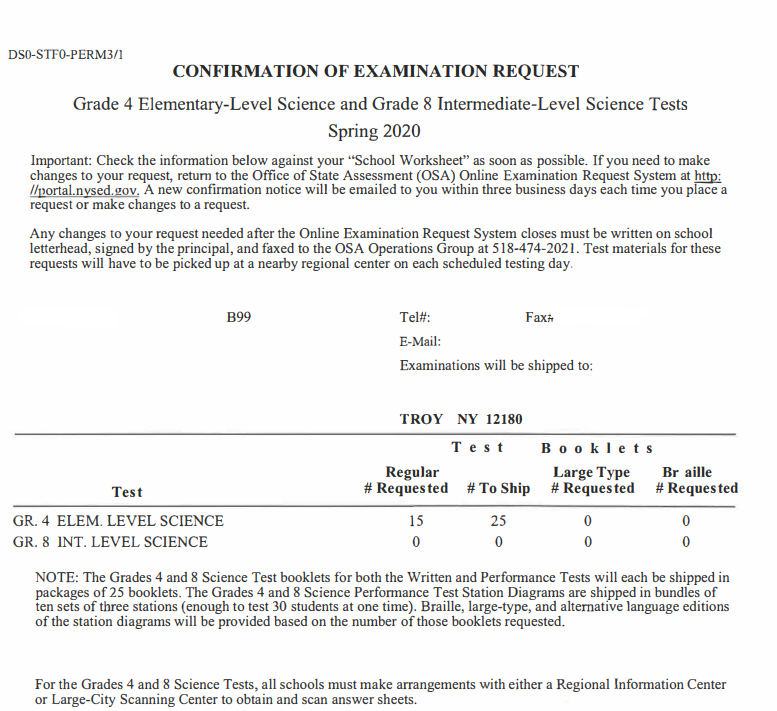 DS0-STF0-PERM3/1
CONFIRMATION OF EXAMINATION REQUEST
Grade 4 Elementary-Level Science and Grade 8 Intermediate-Level Science Tests
Spring 2020
Important: Check the information below against your “School Worksheet” as soon as possible. If you need to make
changes to your request, return to the Office of State Assessment (OSA) Online Examination Request System at http:
//portal.nysed.gov. A new confirmation notice will be emailed to you within three business days each time you place a
request or make changes to a request.
Any changes to your request needed after the Online Examination Request System closes must be written on school
letterhead, signed by the principal, and faxed to the OSA Operations Group at 518-474-2021. Test materials for these
requests will have to be picked up at a nearby regional center on each scheduled testing day.
B99 Tel#: Fax#
E-Mail:
Examinations will be shipped to:
TROY NY 12180
Test Booklets
Regular Large Type Braille
Test # Requested # To Ship # Requested # Requested
GR. 4 ELEM. LEVEL SCIENCE 15 25 0 0
GR. 8 INT. LEVEL SCIENCE 0 0 0 0
NOTE: The Grades 4 and 8 Science Test booklets for both the Written and Performance Tests will each be shipped in
packages of 25 booklets. The Grades 4 and 8 Science Performance Test Station Diagrams are shipped in bundles of
ten sets of three stations (enough to test 30 students at one time). Braille, large-type, and alternative language editions
of the station diagrams will be provided based on the number of those booklets requested.
For the Grades 4 and 8 Science Tests, all schools must make arrangements with either a Regional Information Center
or Large-City Scanning Center to obtain and scan answer sheets.